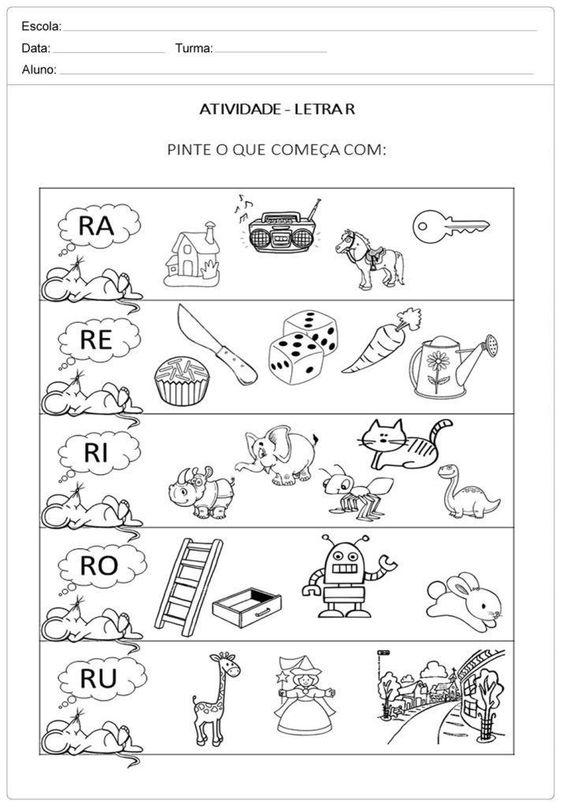 Escola:
Data: Turma:
Aluno:
ATIVIDADE - LETRA R
PINTE O QUE COMEÇA COM:
RA
RE
RI
RO
RU